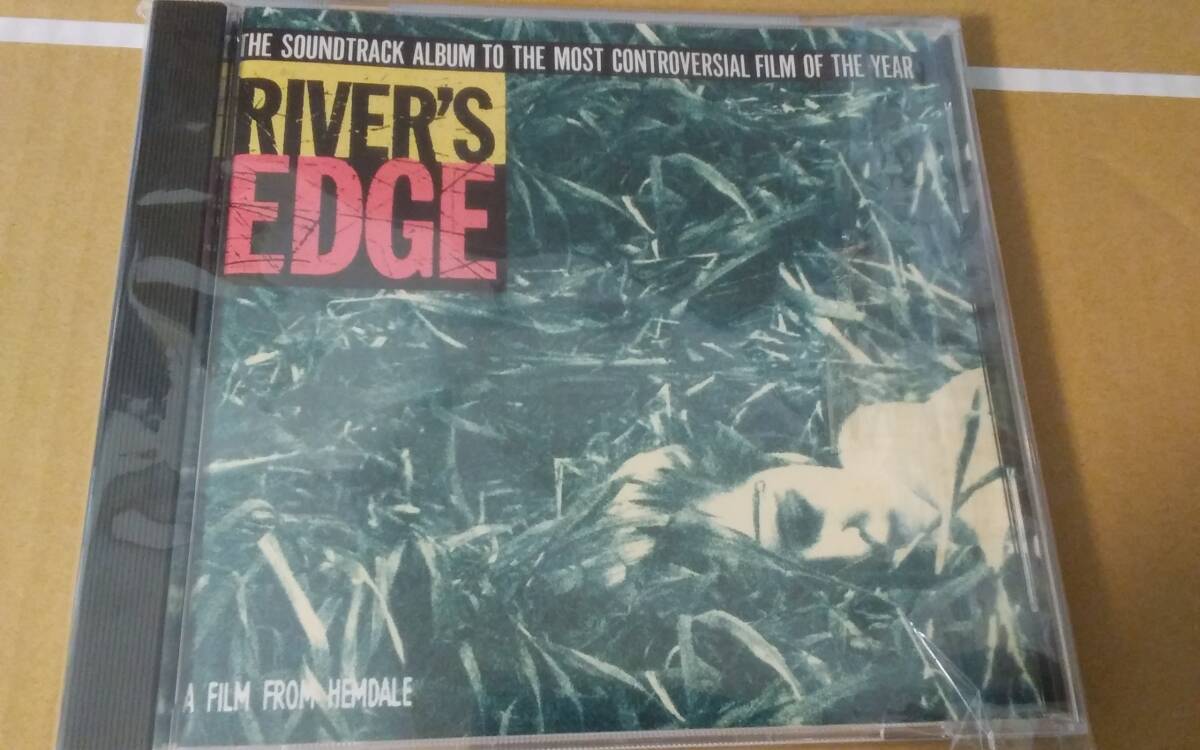 THE SOUNDTRACK ALBUM TO THE MOST CONTROVERSIAL FILM OF THE YEAR
RIVER'S
EDGE
A FILM FROM HEMDALE